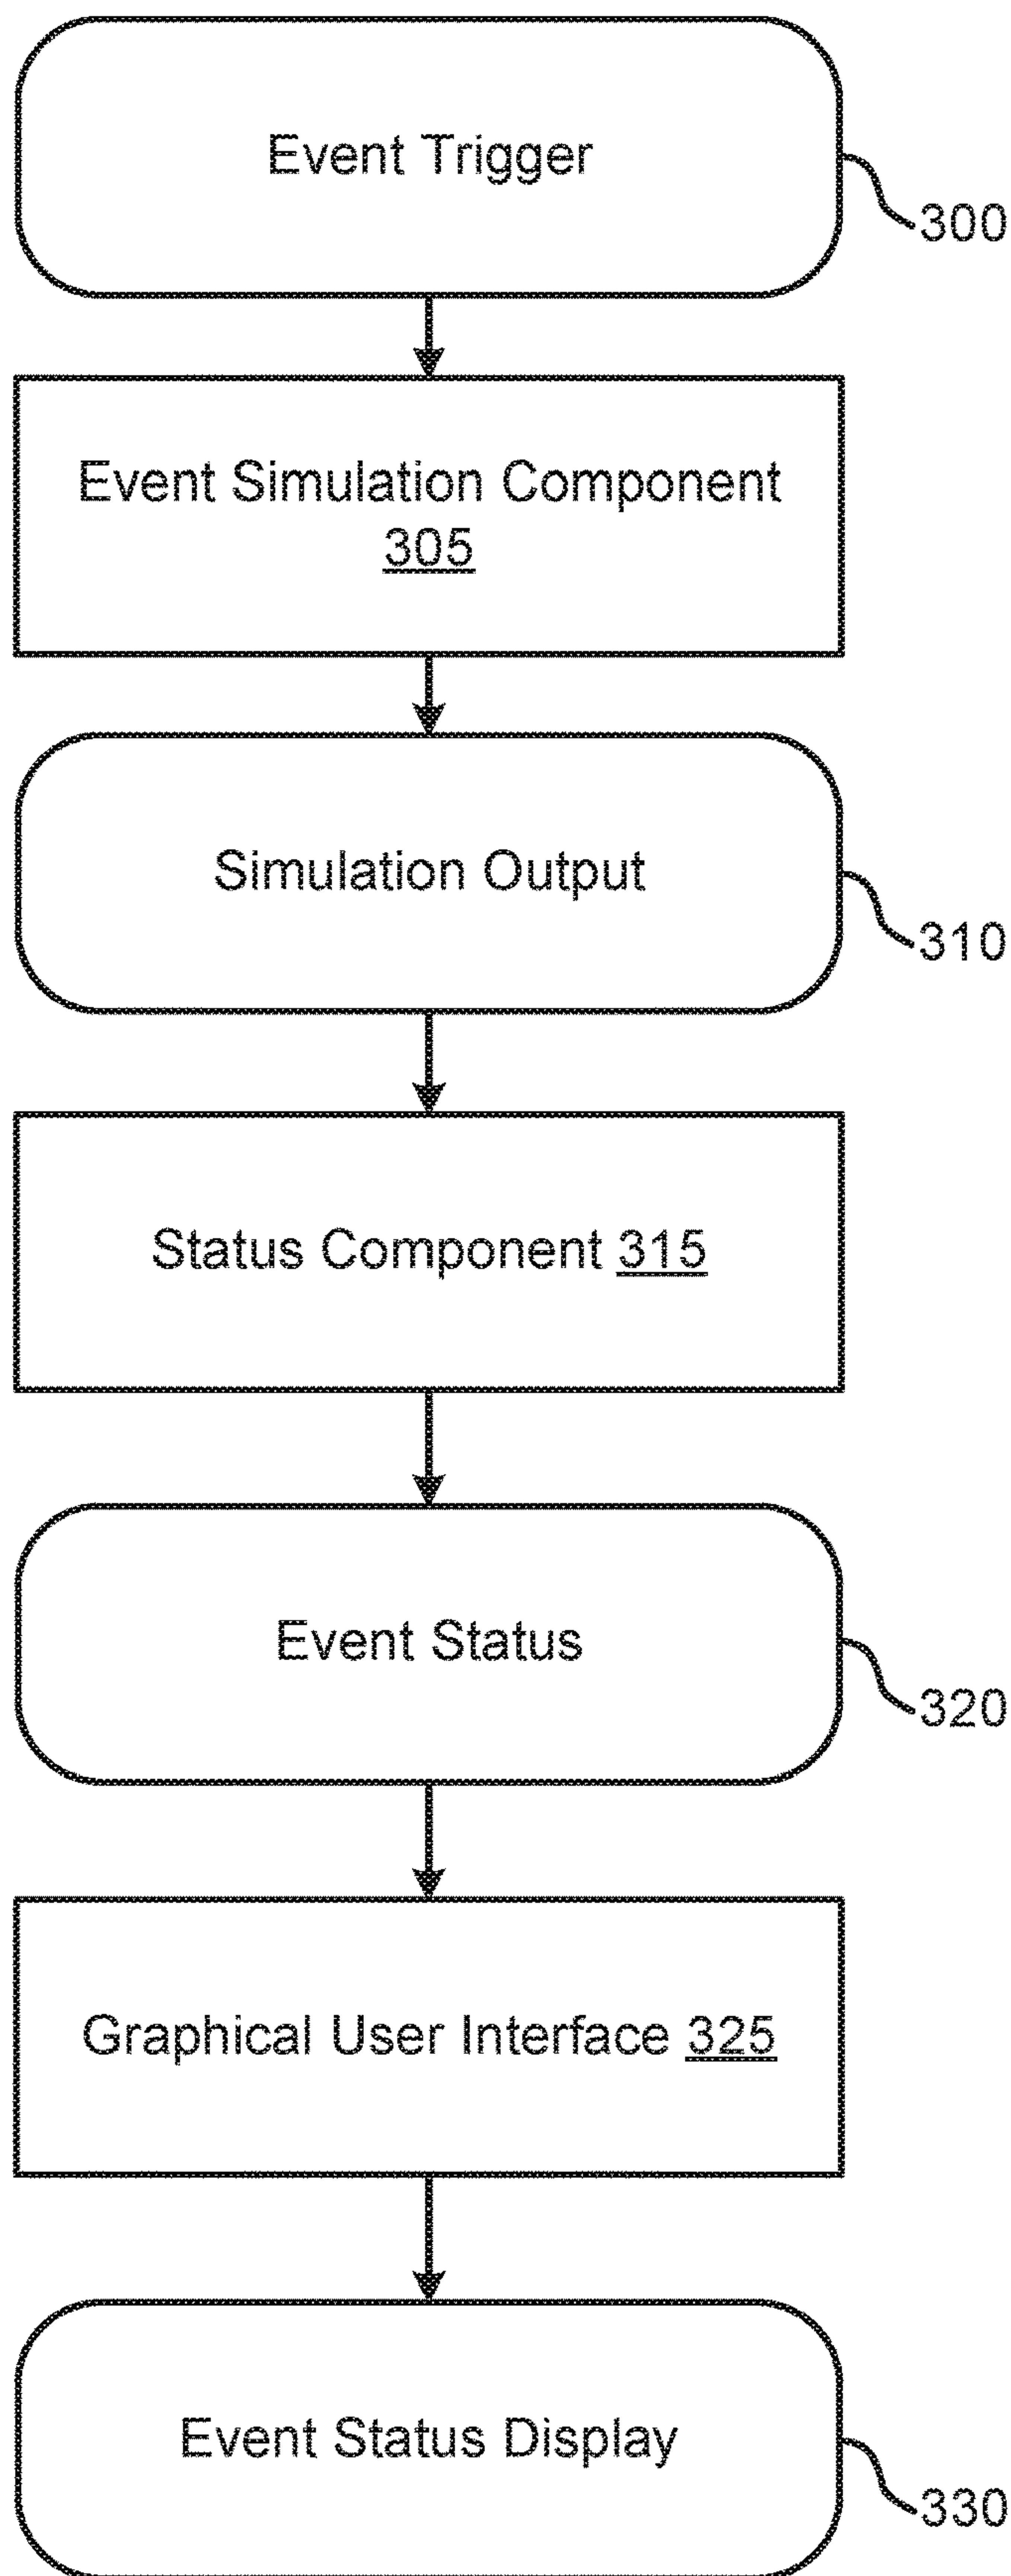 Event Trigger
300
Event Simulation Component
305
Simulation Output
310
Status Component 315
Event Status
320
Graphical User Interface 325
Event Status Display
330